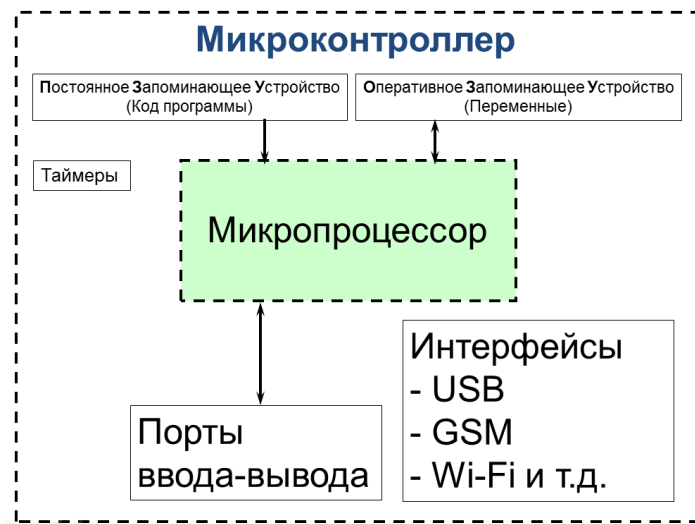 Микроконтроллер
Постоянное Запоминающее Устройство
(Код программы)
Оперативное Запоминающее Устройство
(Переменные)
Таймеры
Микропроцессор
Порты
ввода-вывода
Интерфейсы
- USB
- GSM
- Wi-Fi и т.д.